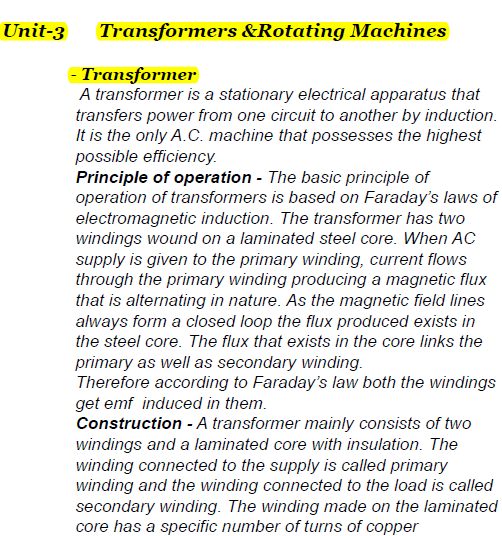 Unit-3 Transformers &Rotating Machines
- Transformer
A transformer is a stationary electrical apparatus that
transfers power from one circuit to another by induction.
It is the only A.C. machine that possesses the highest
possible efficiency.
Principle of operation - The basic principle of
operation of transformers is based on Faraday’s laws of
electromagnetic induction. The transformer has two
windings wound on a laminated steel core. When AC
supply is given to the primary winding, current flows
through the primary winding producing a magnetic flux
that is alternating in nature. As the magnetic field lines
always form a closed loop the flux produced exists in
the steel core. The flux that exists in the core links the
primary as well as secondary winding.
Therefore according to Faraday’s law both the windings
get emf induced in them.
Construction - A transformer mainly consists of two
windings and a laminated core with insulation. The
winding connected to the supply is called primary
winding and the winding connected to the load is called
secondary winding. The winding made on the laminated
core has a specific number of turns of copper